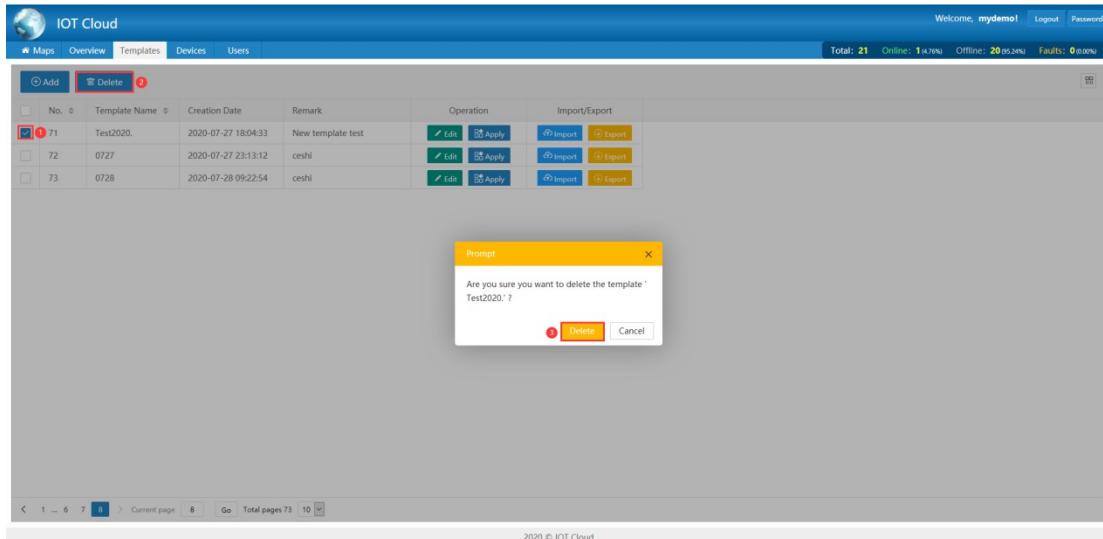 IOT Cloud
Welcome, mydemo! Logout Password
Maps Overview Templates Devices Users
Total: 21 Online: 1(4.76%) Offline: 20(95.24%) Faults: 0(0.00%)
Add Delete 2
No. Template Name Creation Date Remark Operation Import/Export
1 71 Test2020. 2020-07-27 18:04:33 New template test Edit Apply Import Export
72 0727 2020-07-27 23:13:12 ceshi Edit Apply Import Export
73 0728 2020-07-28 09:22:54 ceshi Edit Apply Import Export
Prompt
Are you sure you want to delete the template '
Test2020.' ?
3 Delete Cancel
1 ... 6 7 8 Current page 8 Go Total pages 73 10
2020 © IOT Cloud